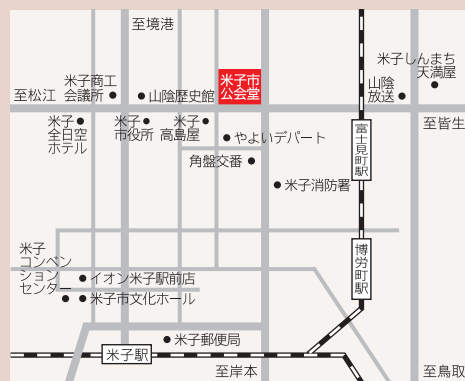 至境港
米子しんまち
天満屋
米子商工
会議所
至松江
山陰歴史館
米子市
公会堂
山陰
放送
米子
全日空
ホテル
米子
市役所
米子
高島屋
やよいデパート
角盤交番
富士見町駅
至皆生
米子消防署
米子
コンベン
ション
センター
イオン米子駅前店
米子市文化ホール
博労町駅
米子郵便局
米子駅
至岸本
至鳥取